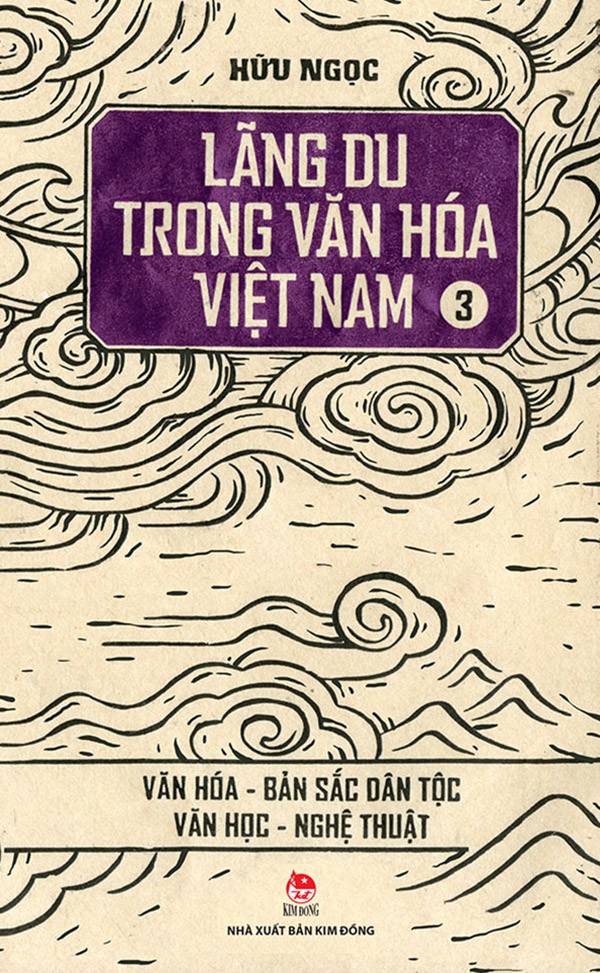 HỮU NGỌC
LÃNG DU
TRONG VĂN HÓA
VIỆT NAM 3
VĂN HÓA - BẢN SẮC DÂN TỘC
VĂN HỌC - NGHỆ THUẬT
KIM ĐỒNG
NHÀ XUẤT BẢN KIM ĐỒNG